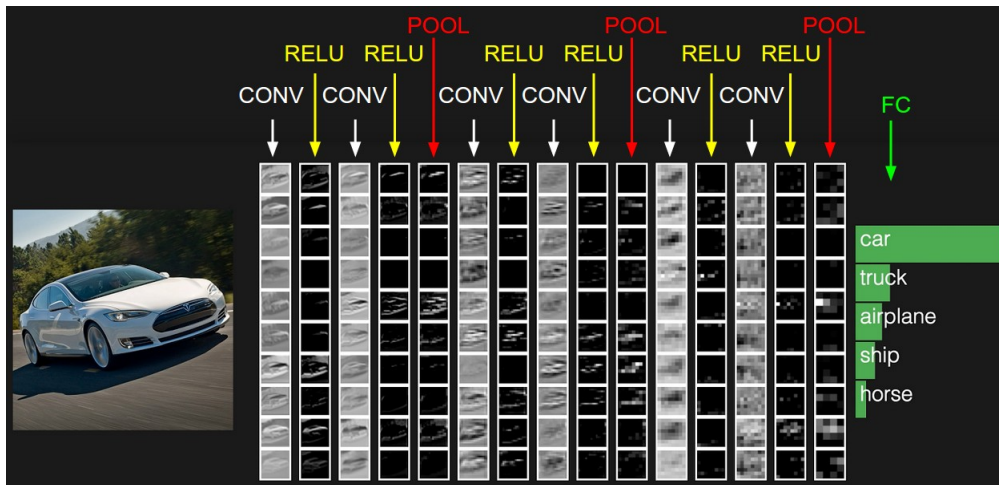 POOL POOL POOL
RELU RELU RELU RELU RELU RELU
CONV CONV CONV CONV CONV CONV FC
car
truck
airplane
ship
horse